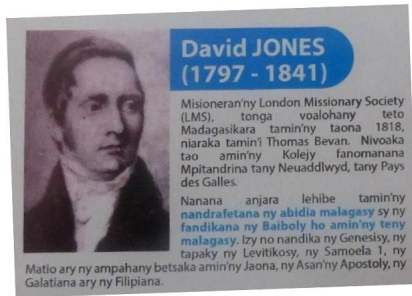 David JONES
(1797 - 1841)
Misioneran'ny London Missionary Society
(LMS), tonga voalohany teto
Madagasikara tamin'ny taona 1818,
niaraka tamin'i Thomas Bevan. Nivoaka
tao amin'ny Kolejy fanomanana
Mpitandrina tany Neuaddlwyd, tany Pays
des Galles.
Nanana anjara lehibe tamin'ny
nandrafetana ny abidia malagasy sy ny
fandikana ny Baiboly ho amin'ny teny
malagasy. Izy no nandika ny Genesisy, ny
tapaky ny Levitikosy, ny Samoela 1, ny
Matio ary ny ampahany betsaka amin'ny Jaona, ny Asan'ny Apostoly, ny
Galatiana ary ny Filipiana.